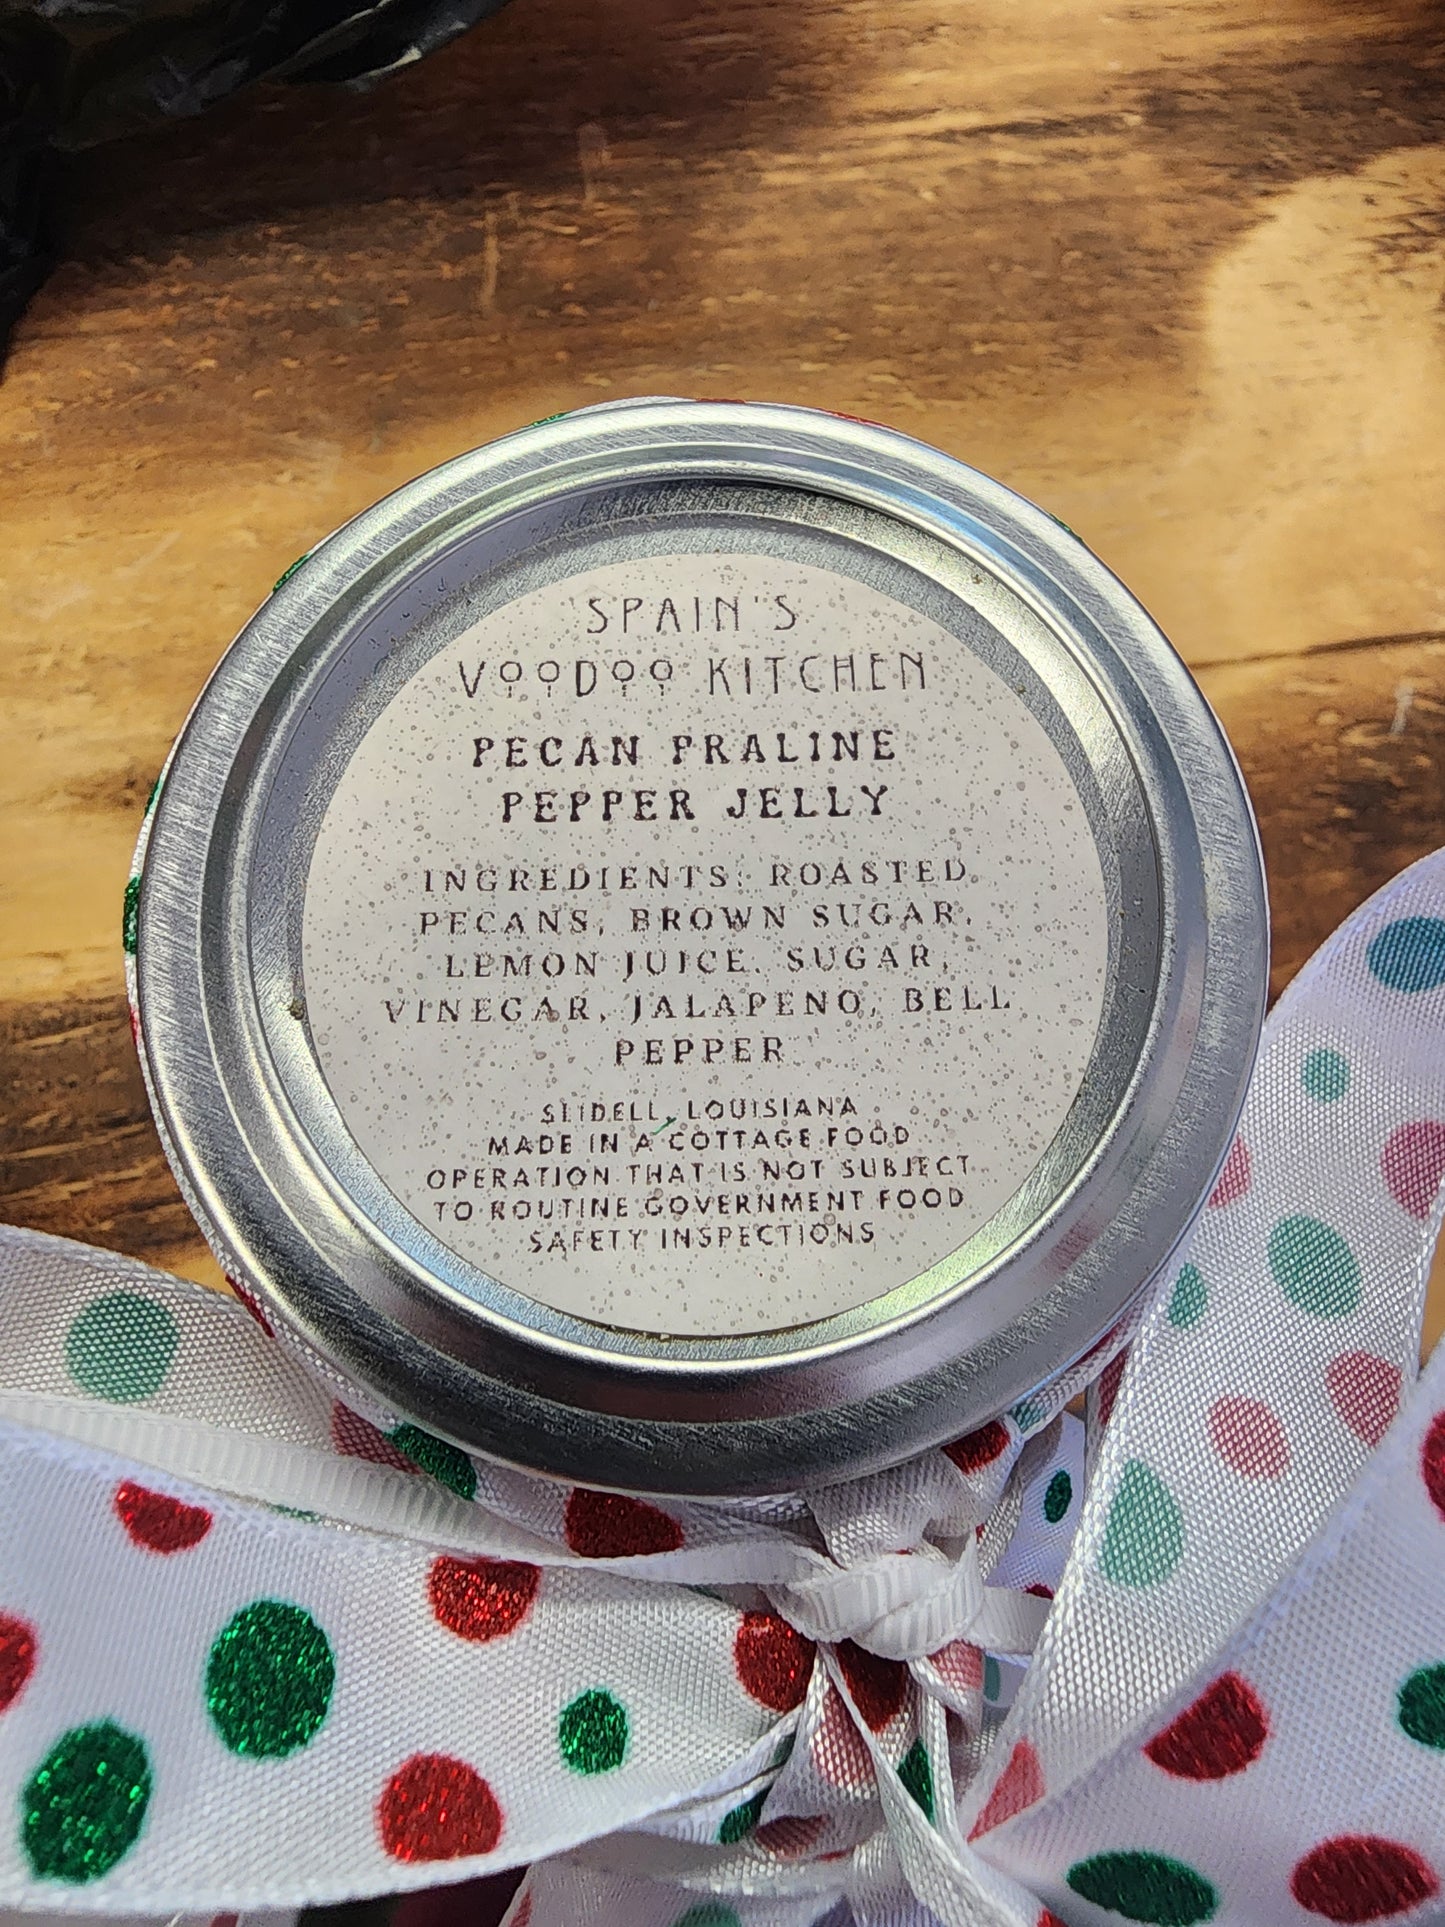 SPAIN'S
VOODOO KITCHEN
PECAN PRALINE
PEPPER JELLY
INGREDIENTS: ROASTED
PECANS, BROWN SUGAR,
LEMON JUICE, SUGAR,
VINEGAR, JALAPENO, BELL
PEPPER
SLIDELL, LOUISIANA
MADE IN A COTTAGE FOOD
OPERATION THAT IS NOT SUBJECT
TO ROUTINE GOVERNMENT FOOD
SAFETY INSPECTIONS